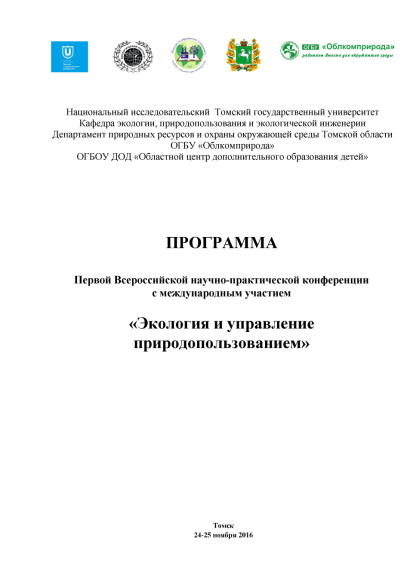 ОГБУ «Облкомприрода»
Национальный исследовательский Томский государственный университет
Кафедра экологии, природопользования и экологической инженерии
Департамент природных ресурсов и охраны окружающей среды Томской области
ОГБУ «Облкомприрода»
ОГБОУ ДОД «Областной центр дополнительного образования детей»
ПРОГРАММА
Первой Всероссийской научно-практической конференции
с международным участием
«Экология и управление
природопользованием»
Томск
24-25 ноября 2016